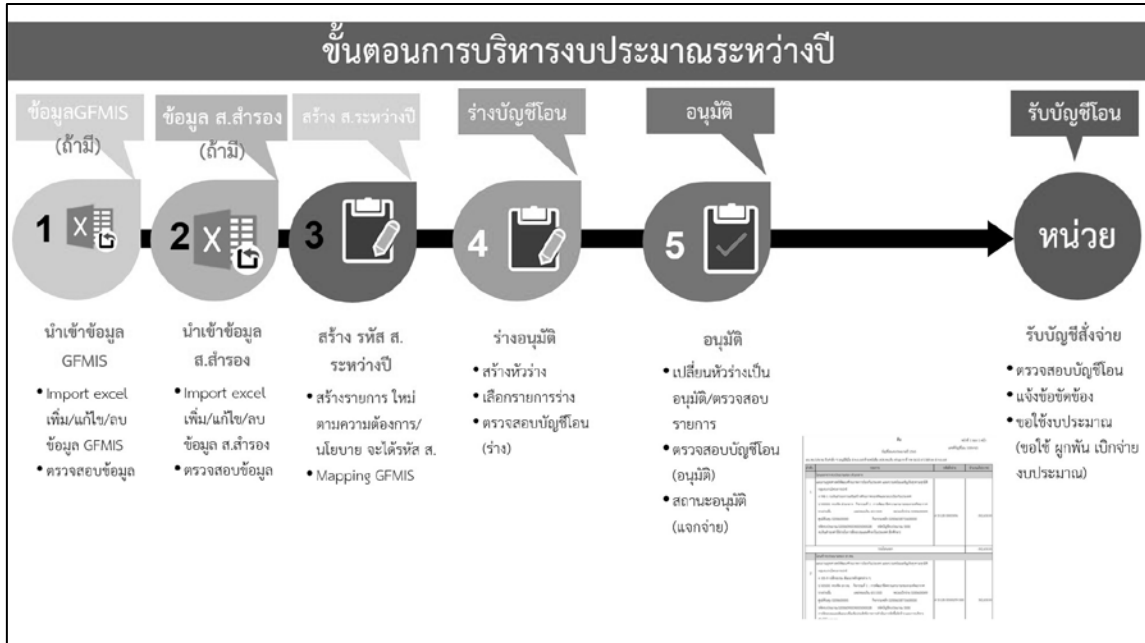 ขั้นตอนการบริหารงบประมาณระหว่างปี
ข้อมูลGFMIS
(ถ้ามี)
ข้อมูล ส.สำรอง
(ถ้ามี)
สร้าง ส.ระหว่างปี
ร่างบัญชีโอน
อนุมัติ
รับบัญชีโอน
1
2
3
4
5
หน่วย
นำเข้าข้อมูล
GFMIS
• Import excel
เพิ่ม/แก้ไข/ลบ
ข้อมูล GFMIS
• ตรวจสอบข้อมูล
นำเข้าข้อมูล
ส.สำรอง
• Import excel
เพิ่ม/แก้ไข/ลบ
ข้อมูล ส.สำรอง
• ตรวจสอบข้อมูล
สร้าง รหัส ส.
ระหว่างปี
• สร้างรายการ ใหม่
ตามความต้องการ/
นโยบาย จะได้รหัส ส.
• Mapping GFMIS
ร่างอนุมัติ
• สร้างหัวร่าง
• เลือกรายการร่าง
• ตรวจสอบบัญชีโอน
(ร่าง)
อนุมัติ
• เปลี่ยนหัวร่างเป็น
อนุมัติ/ตรวจสอบ
รายการ
• ตรวจสอบบัญชีโอน
(อนุมัติ)
• สถานะอนุมัติ
(แจกจ่าย)
รับบัญชีสั่งจ่าย
• ตรวจสอบบัญชีโอน
• แจ้งข้อขัดข้อง
• ขอใช้งบประมาณ
(ขอใช้ ผูกพัน เบิกจ่าย
งบประมาณ)